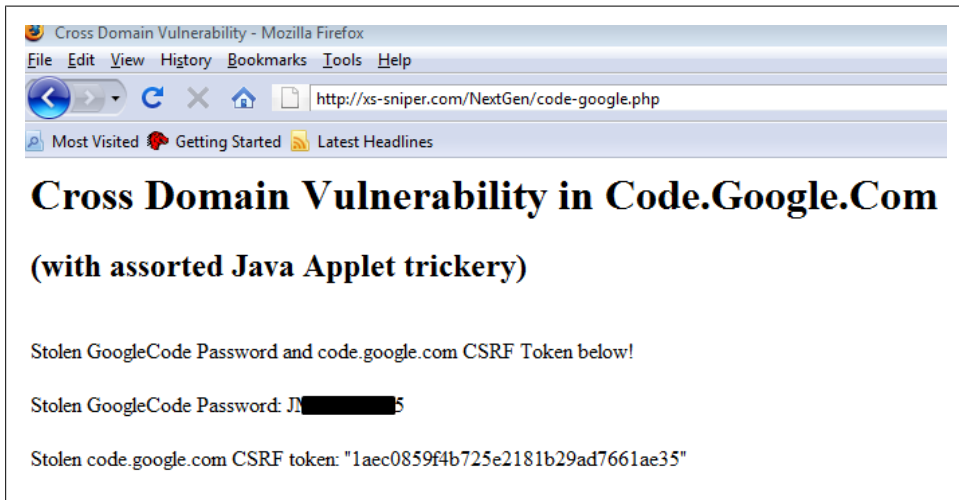 Cross Domain Vulnerability - Mozilla Firefox
File Edit View History Bookmarks Tools Help
http://xs-sniper.com/NextGen/code-google.php
Most Visited Getting Started Latest Headlines
Cross Domain Vulnerability in Code.Google.Com
(with assorted Java Applet trickery)
Stolen GoogleCode Password and code.google.com CSRF Token below!
Stolen GoogleCode Password: 5
Stolen code.google.com CSRF token: "1aec0859f4b725e2181b29ad7661ae35"